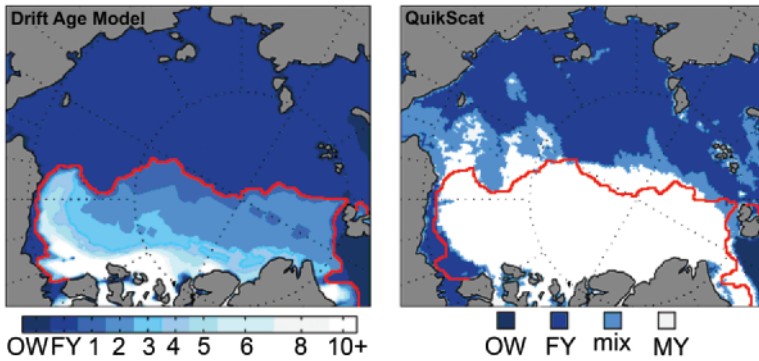 Drift Age Model
QuikScat
OW FY 1 2 3 4 5 6 8 10+
OW FY mix MY